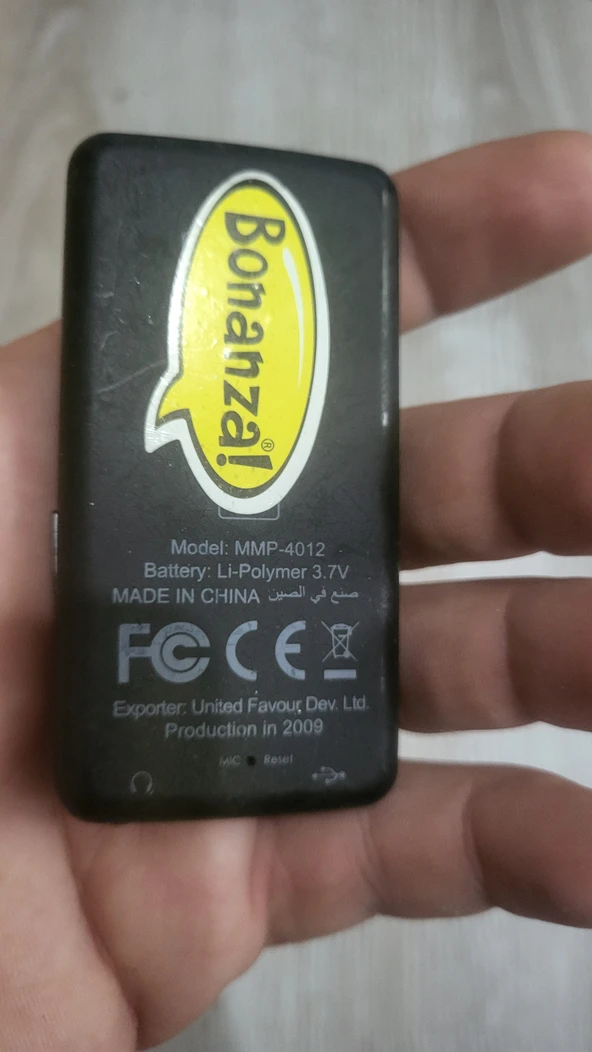 Bonanza!®
Model: MMP-4012
Battery: Li-Polymer 3.7V
MADE IN CHINA صنع في الصين
FC CE
Exporter: United Favour Dev. Ltd.
Production in 2009
MIC Reset